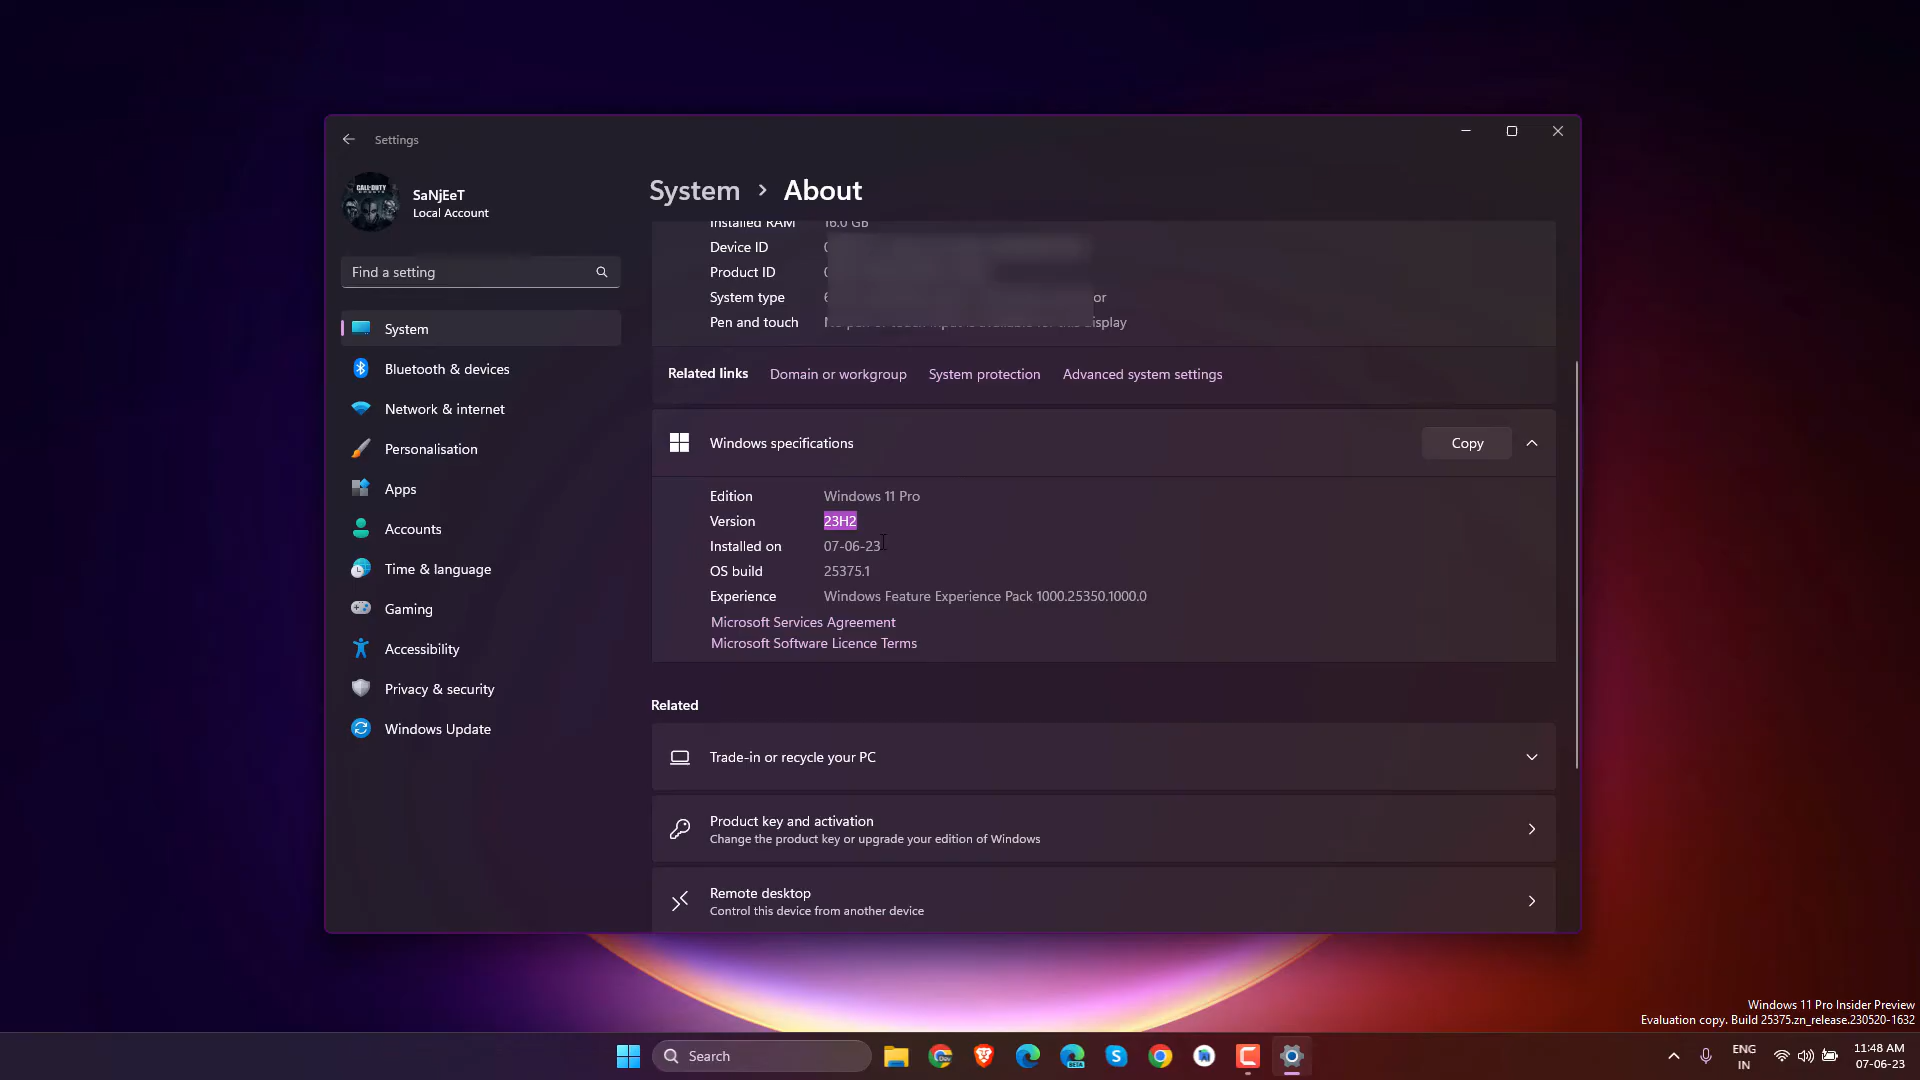 Settings
SaNjEeT
Local Account
Find a setting
System
Bluetooth & devices
Network & internet
Personalisation
Apps
Accounts
Time & language
Gaming
Accessibility
Privacy & security
Windows Update
System > About
Installed RAM 16.0 GB
Device ID
Product ID
System type or
Pen and touch display
Related links Domain or workgroup System protection Advanced system settings
Windows specifications Copy
Edition Windows 11 Pro
Version 23H2
Installed on 07-06-23
OS build 25375.1
Experience Windows Feature Experience Pack 1000.25350.1000.0
Microsoft Services Agreement
Microsoft Software Licence Terms
Related
Trade-in or recycle your PC
Product key and activation
Change the product key or upgrade your edition of Windows
Remote desktop
Control this device from another device
Windows 11 Pro Insider Preview
Evaluation copy. Build 25375.zn_release.230520-1632
Search
ENG
IN
11:48 AM
07-06-23